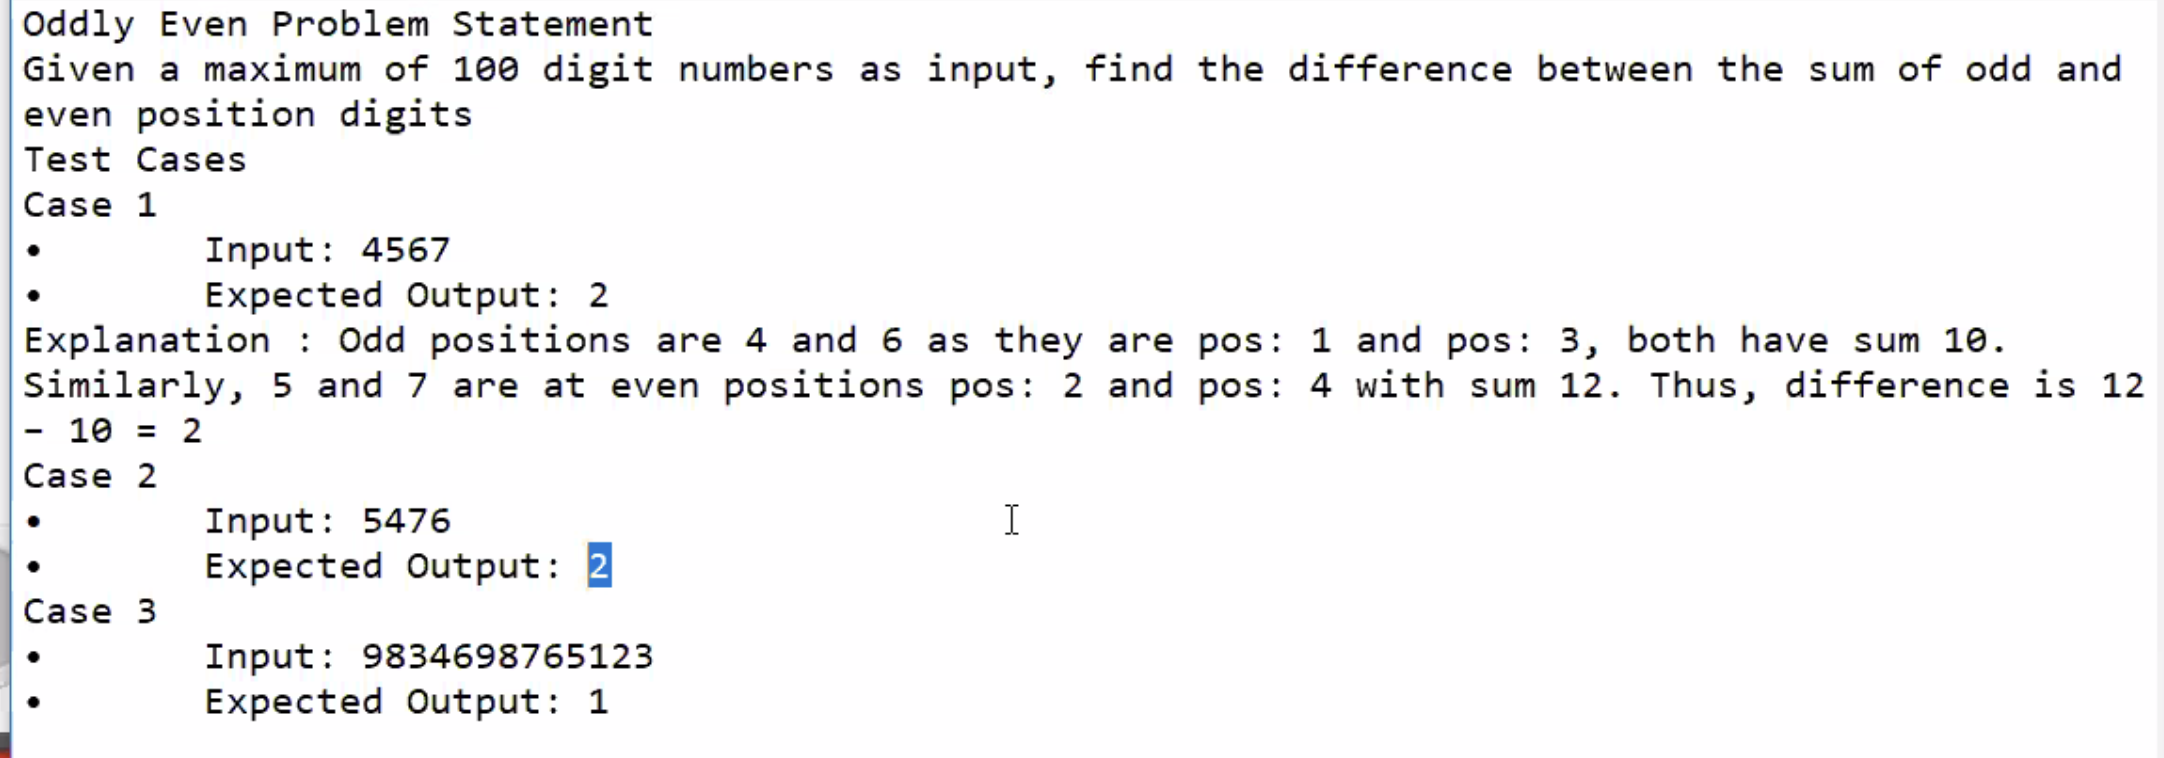 Oddly Even Problem Statement
Given a maximum of 100 digit numbers as input, find the difference between the sum of odd and
even position digits
Test Cases
Case 1
• Input: 4567
• Expected Output: 2
Explanation : Odd positions are 4 and 6 as they are pos: 1 and pos: 3, both have sum 10.
Similarly, 5 and 7 are at even positions pos: 2 and pos: 4 with sum 12. Thus, difference is 12
– 10 = 2
Case 2
• Input: 5476
• Expected Output: 2
Case 3
• Input: 9834698765123
• Expected Output: 1